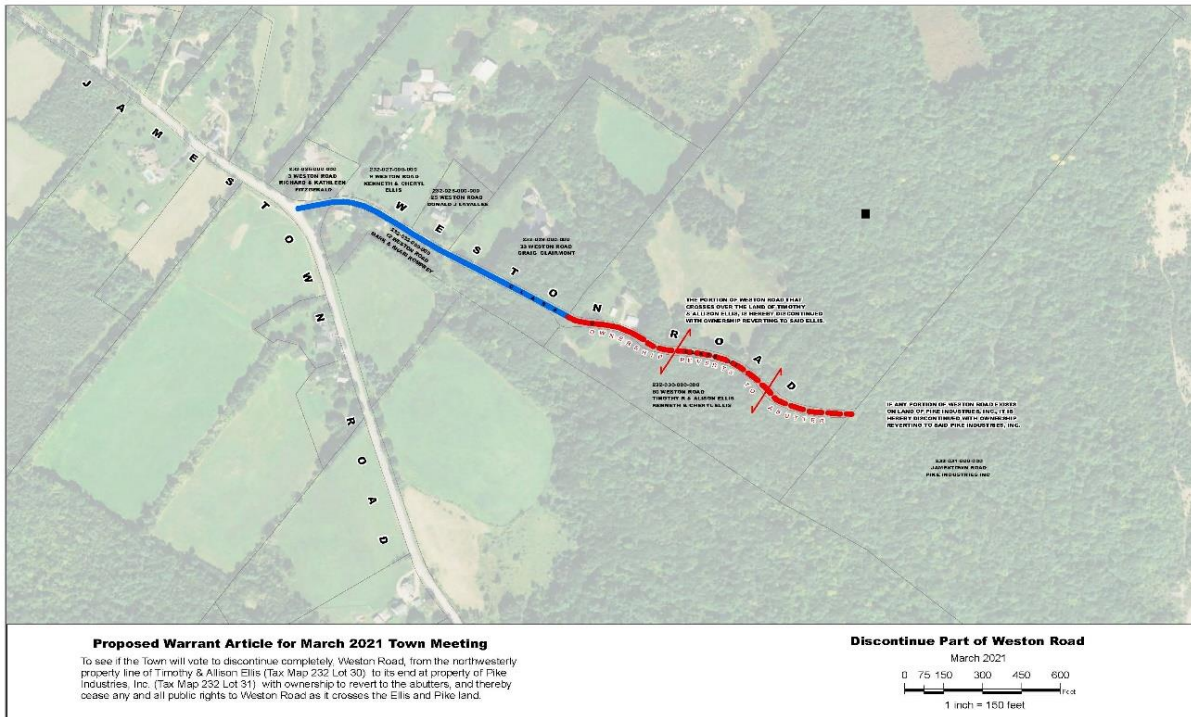 JAMESTOWN ROAD
WESTON ROAD
3 WESTON ROAD
RICHARD & KATHLEEN
FITZGERALD
232-027-000-000
WESTON ROAD
KENNETH & CHERYL
ELLIS
25 WESTON ROAD
DONALD J
WESTON ROAD
MARK &
33 WESTON ROAD
CRAIG CLAIRMONT
THE PORTION OF WESTON ROAD THAT
CROSSES OVER THE LAND OF TIMOTHY
& ALLISON ELLIS, IS HEREBY DISCONTINUED
WITH OWNERSHIP REVERTING TO SAID ELLIS
OWNERSHIP REVERTS TO ABUTTER
232-030-000-000
WESTON ROAD
TIMOTHY R & ALISON ELLIS
KENNETH & CHERYL ELLIS
IF ANY PORTION OF WESTON ROAD EXISTS
ON LAND OF PIKE INDUSTRIES, INC., IT IS
HEREBY DISCONTINUED WITH OWNERSHIP
REVERTING TO SAID PIKE INDUSTRIES, INC.
JAMESTOWN ROAD
PIKE INDUSTRIES INC
Proposed Warrant Article for March 2021 Town Meeting
To see if the Town will vote to discontinue completely, Weston Road, from the northwesterly
property line of Timothy & Allison Ellis (Tax Map 232 Lot 30) to its end at property of Pike
Industries, Inc. (Tax Map 232 Lot 31) with ownership to revert to the abutters, and thereby
cease any and all public rights to Weston Road as it crosses the Ellis and Pike land.
Discontinue Part of Weston Road
March 2021
0 75 150 300 450 600
Feet
1 inch = 150 feet